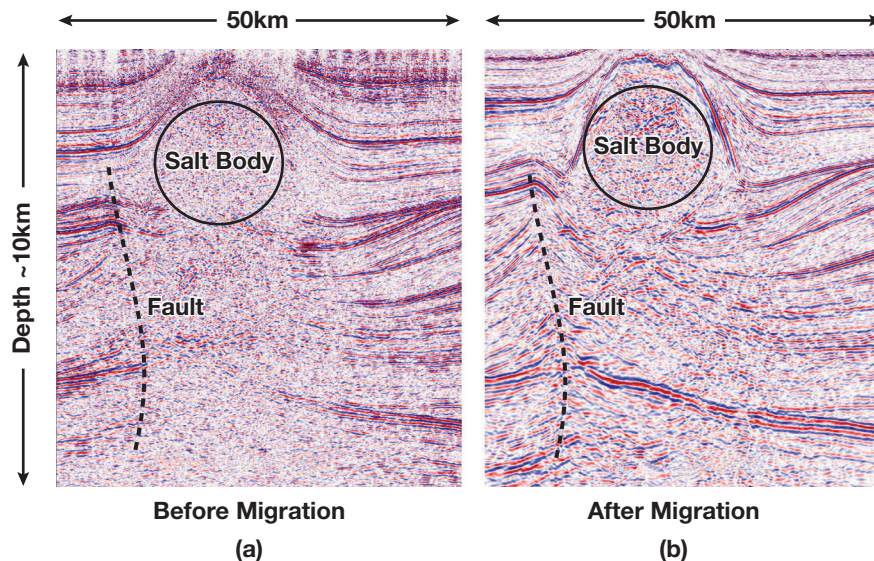 50km
50km
Depth ~10km
Salt Body
Salt Body
Fault
Fault
Before Migration
After Migration
(a)
(b)